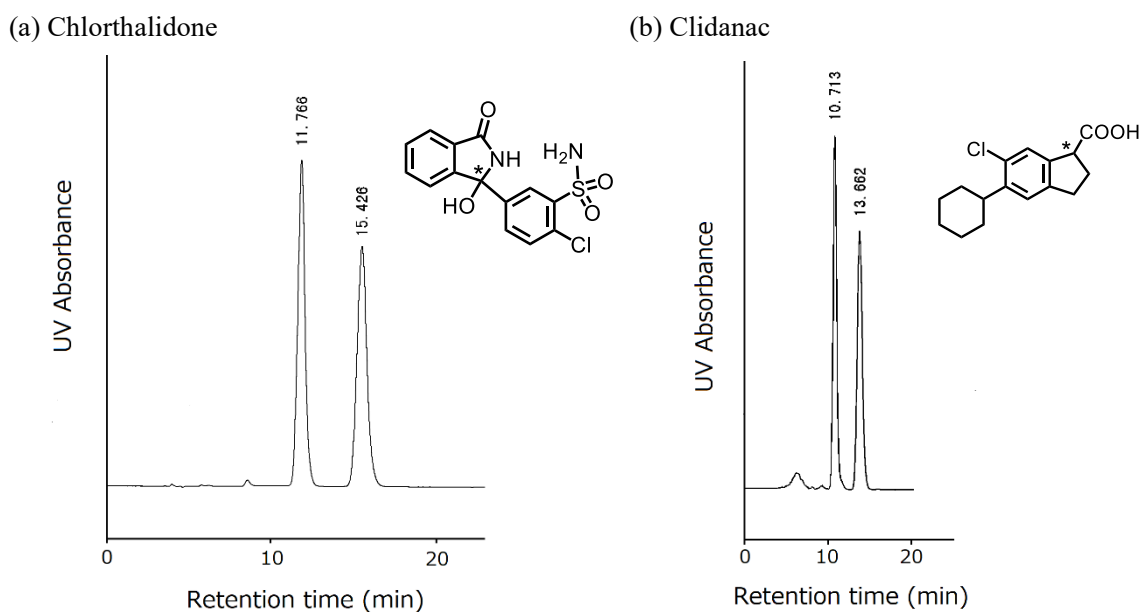 (a) Chlorthalidone
UV Absorbance
11.766
15.426
O
NH
*
HO
H₂N
S
O
O
Cl
0
10
20
Retention time (min)
(b) Clidanac
UV Absorbance
10.713
13.662
Cl
*
COOH
0
10
20
Retention time (min)